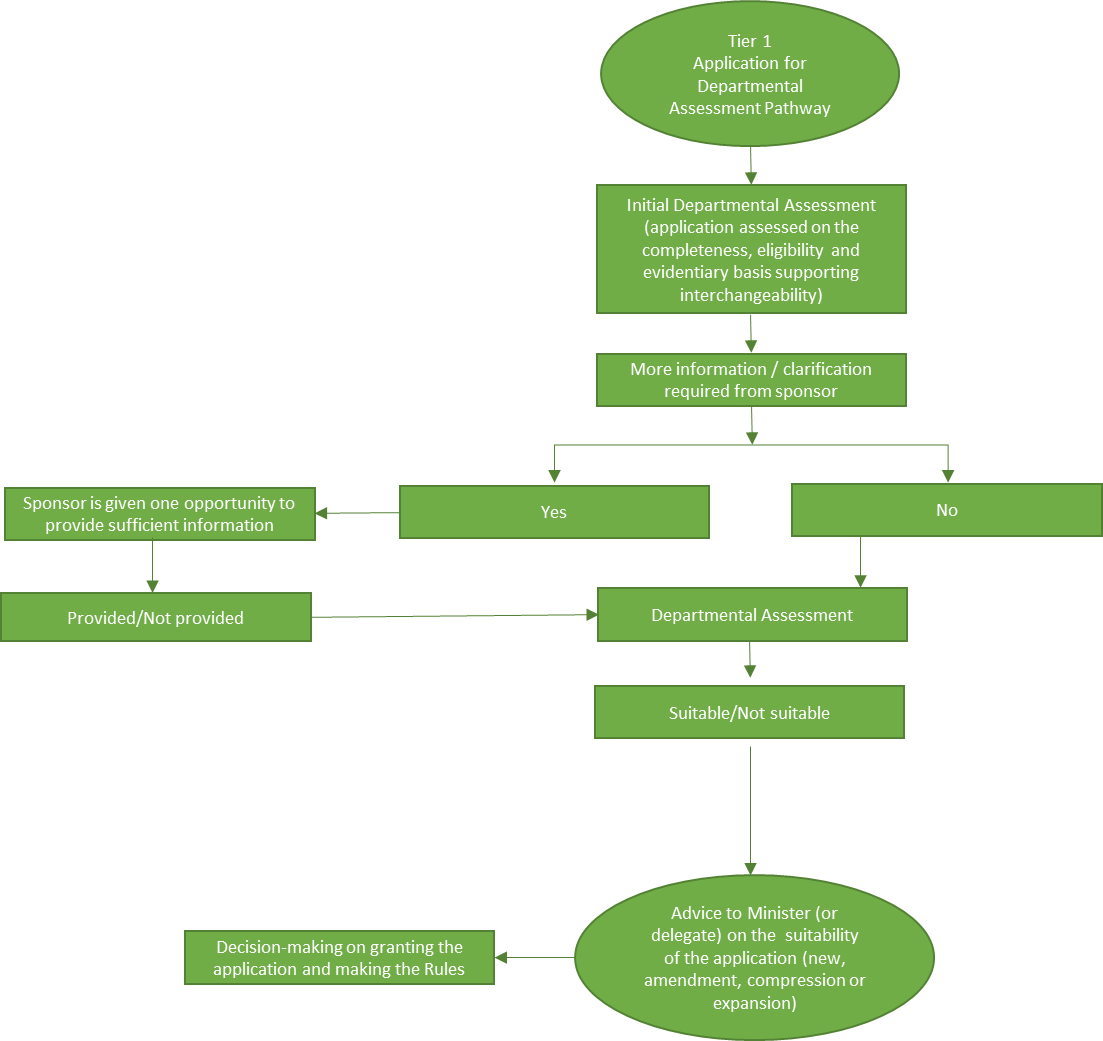 Tier 1
Application for
Departmental
Assessment Pathway
Initial Departmental Assessment
(application assessed on the
completeness, eligibility and
evidentiary basis supporting
interchangeability)
More information / clarification
required from sponsor
Sponsor is given one opportunity to
provide sufficient information
Yes
No
Provided/Not provided
Departmental Assessment
Suitable/Not suitable
Advice to Minister (or
delegate) on the suitability
of the application (new,
amendment, compression or
expansion)
Decision-making on granting the
application and making the Rules